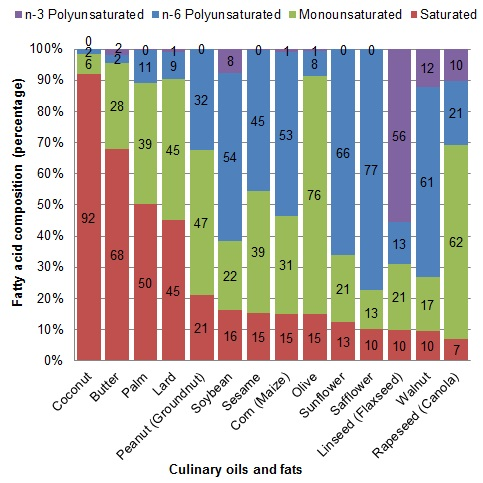 n-3 Polyunsaturated n-6 Polyunsaturated Monounsaturated Saturated
Fatty acid composition (percentage)
100%
90%
80%
70%
60%
50%
40%
30%
20%
10%
0%
0 2 0 1 0 8 0 1 1 0 0 56 12 10
2 2 11 9 32 54 45 53 8 66 77 13 61 21
6 28 39 45 47 22 39 31 76 21 13 21 17 62
92 68 50 45 21 16 15 15 15 13 10 10 10 7
Coconut
Butter
Palm
Lard
Peanut (Groundnut)
Soybean
Sesame
Corn (Maize)
Olive
Sunflower
Safflower
Linseed (Flaxseed)
Walnut
Rapeseed (Canola)
Culinary oils and fats